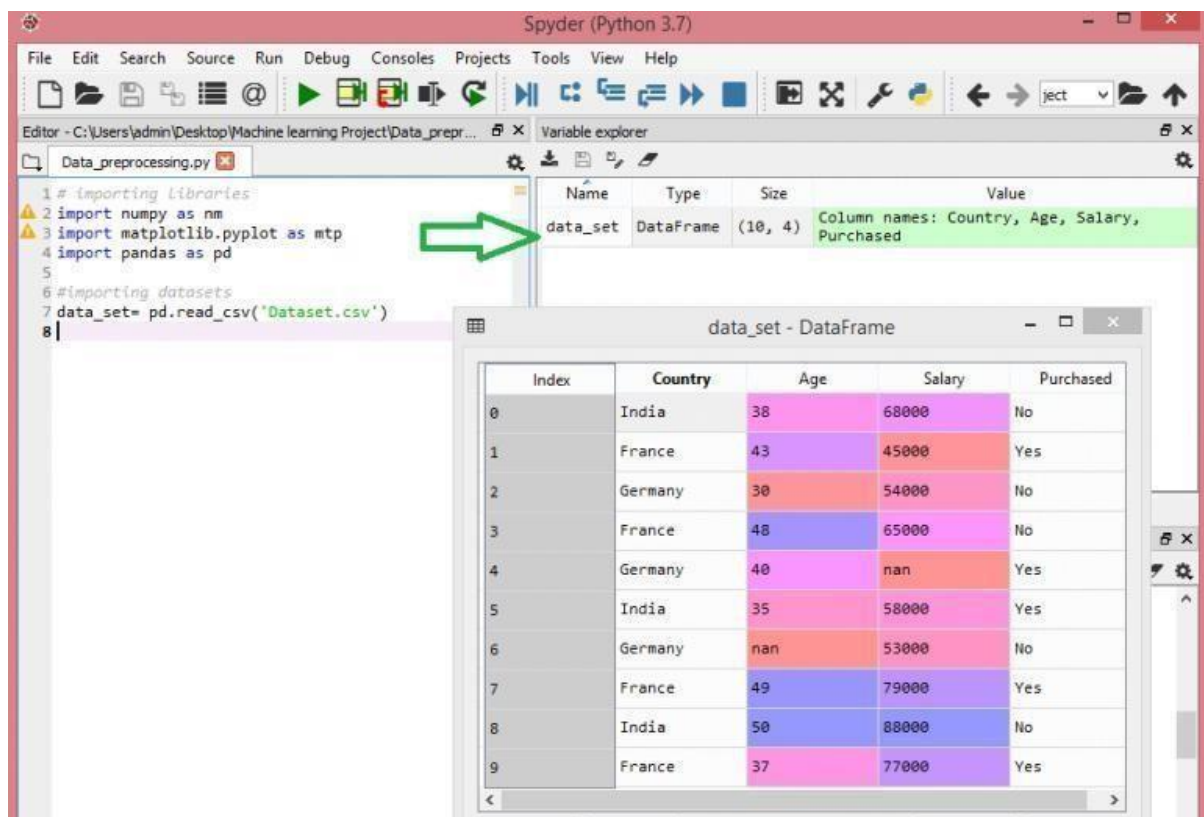 Spyder (Python 3.7)
File Edit Search Source Run Debug Consoles Projects Tools View Help
ject
Editor - C:\Users\admin\Desktop\Machine learning Project\Data_prepr...
Data_preprocessing.py
1 # importing libraries
2 import numpy as nm
3 import matplotlib.pyplot as mtp
4 import pandas as pd
5
6 #importing datasets
7 data_set= pd.read_csv('Dataset.csv')
8
Variable explorer
Name Type Size Value
data_set DataFrame (10, 4) Column names: Country, Age, Salary,
Purchased
data_set - DataFrame
Index Country Age Salary Purchased
0 India 38 68000 No
1 France 43 45000 Yes
2 Germany 30 54000 No
3 France 48 65000 No
4 Germany 40 nan Yes
5 India 35 58000 Yes
6 Germany nan 53000 No
7 France 49 79000 Yes
8 India 50 88000 No
9 France 37 77000 Yes